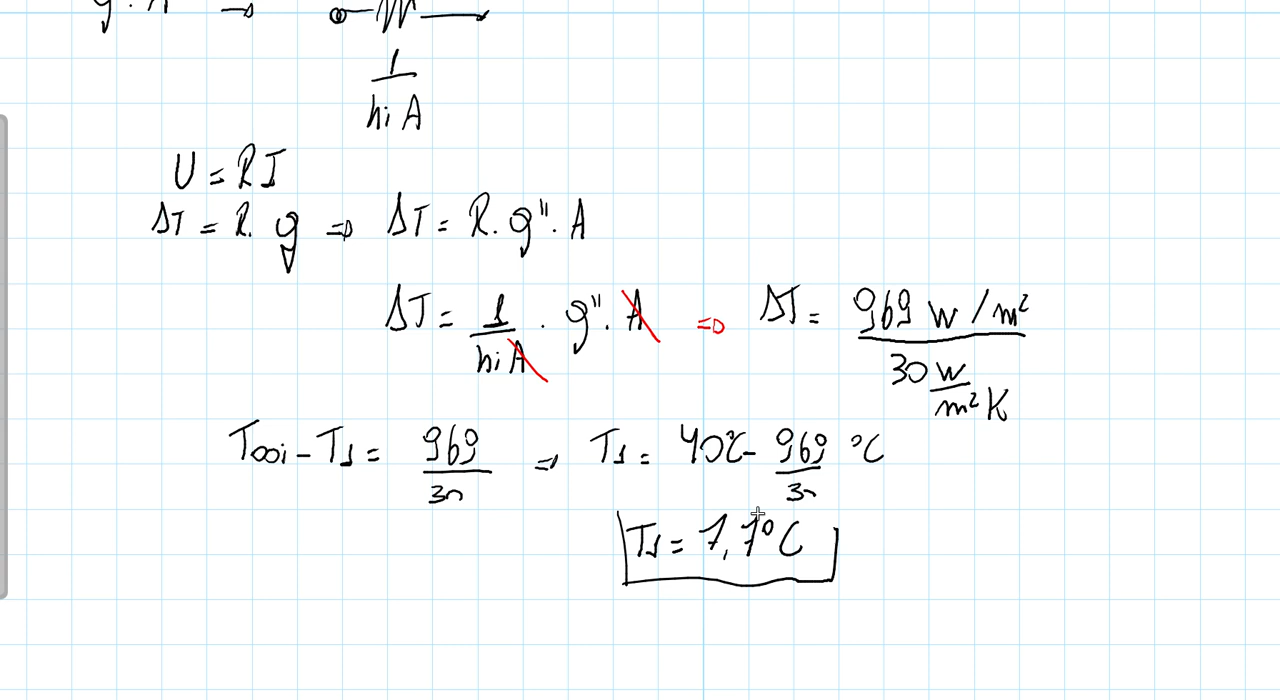 1
hi A
U = RI
ΔT = R. q ⇒ ΔT = R. q". A
ΔT = 1 / hi A . q". A ⇒ ΔT = 969 W/m² / 30 W/m²K
T∞i - Ts = 969 / 30 ⇒ Ts = 40°C - 969 / 30 °C
Ts = 7,7°C